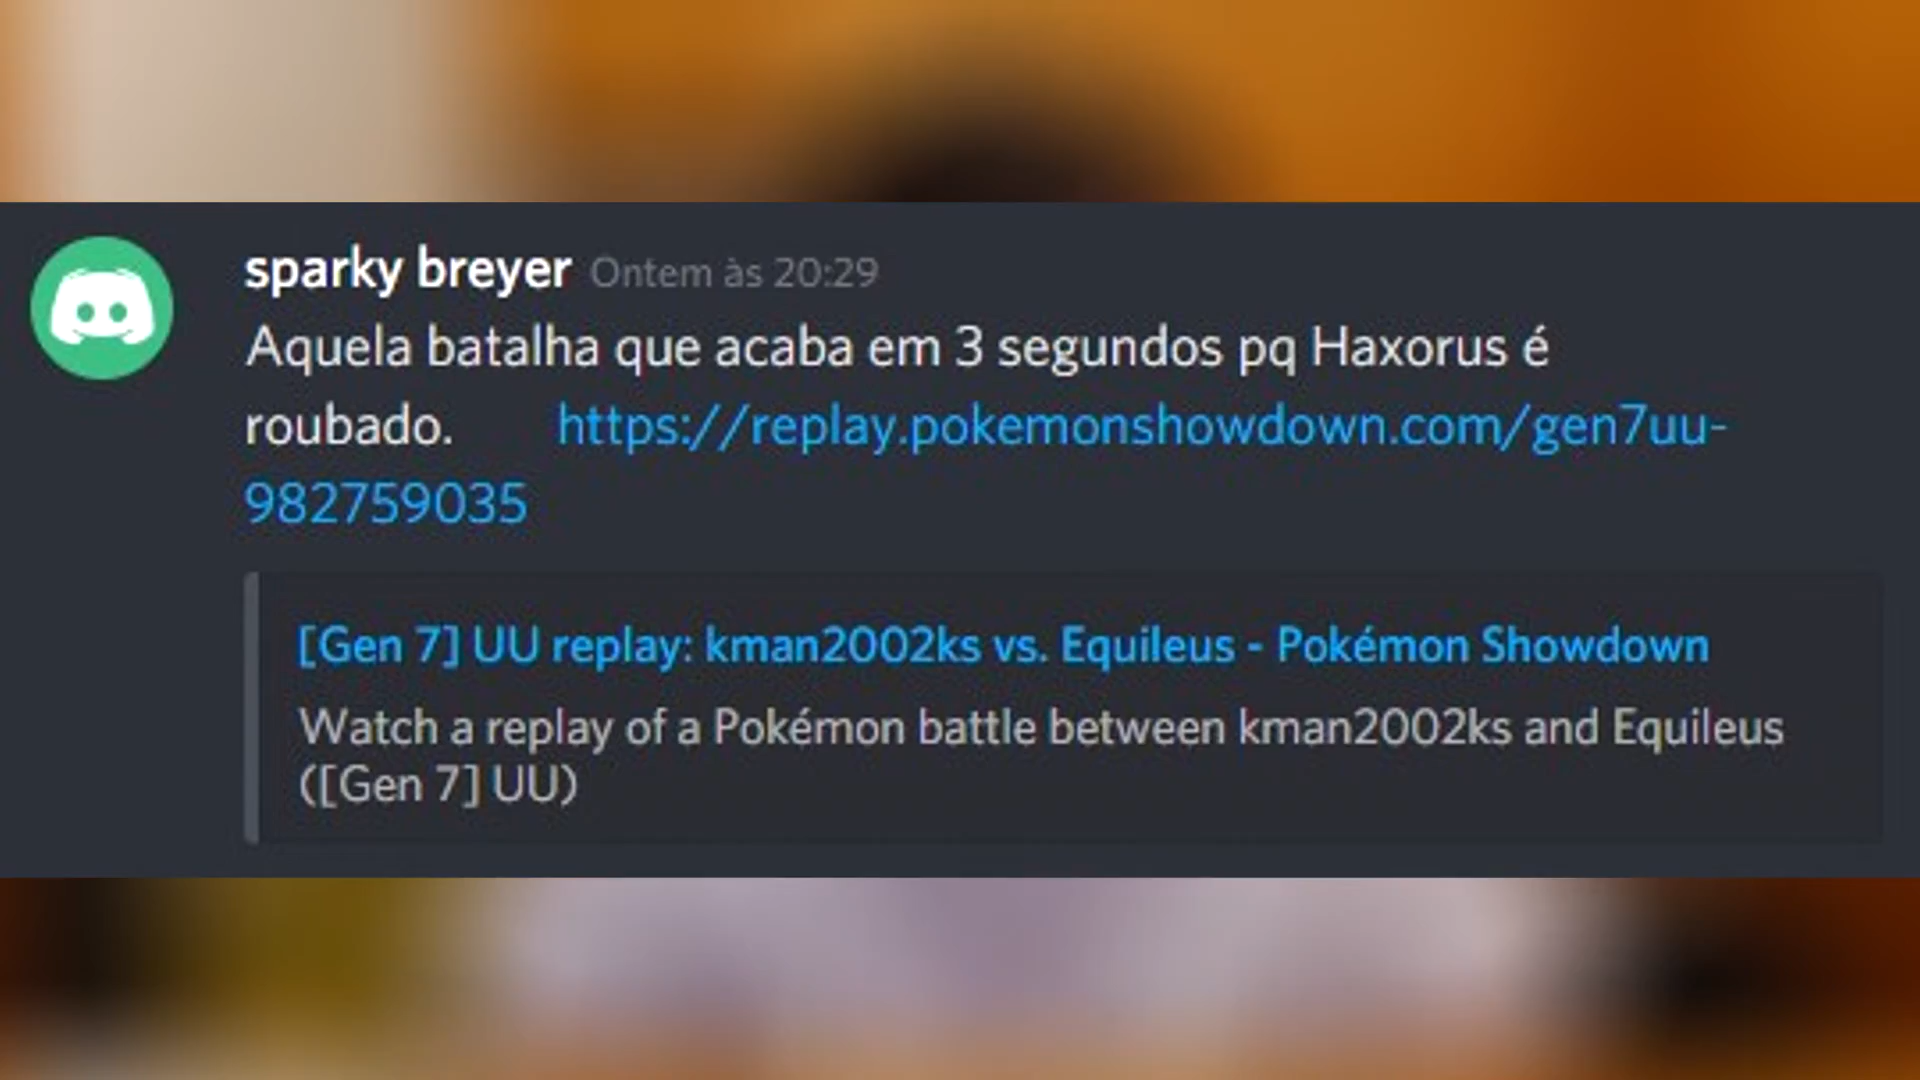 sparky breyer Ontem às 20:29
Aquela batalha que acaba em 3 segundos pq Haxorus é
roubado. https://replay.pokemonshowdown.com/gen7uu-
982759035
[Gen 7] UU replay: kman2002ks vs. Equileus - Pokémon Showdown
Watch a replay of a Pokémon battle between kman2002ks and Equileus
([Gen 7] UU)